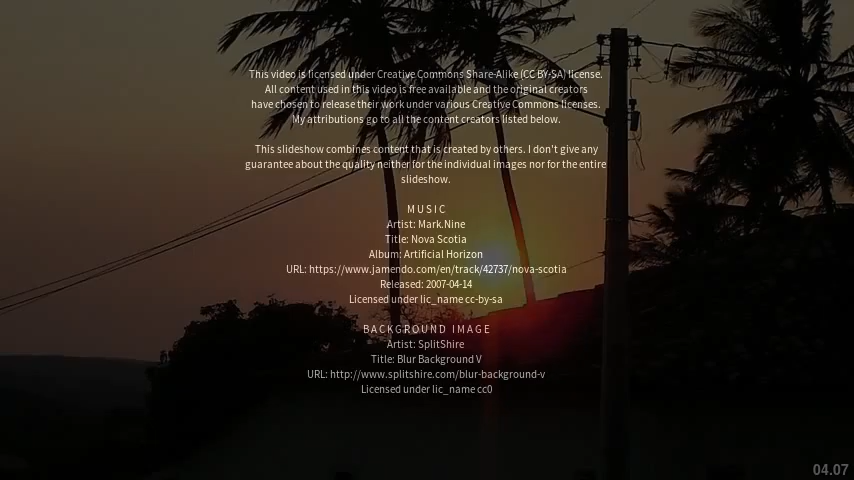 This video is licensed under Creative Commons Share-Alike (CC BY-SA) license.
All content used in this video is free available and the original creators
have chosen to release their work under various Creative Commons licenses.
My attributions go to all the content creators listed below.
This slideshow combines content that is created by others. I don't give any
guarantee about the quality neither for the individual images nor for the entire
slideshow.
MUSIC
Artist: Mark.Nine
Title: Nova Scotia
Album: Artificial Horizon
URL: https://www.jamendo.com/en/track/42737/nova-scotia
Released: 2007-04-14
Licensed under lic_name cc-by-sa
BACKGROUND IMAGE
Artist: SplitShire
Title: Blur Background V
URL: http://www.splitshire.com/blur-background-v
Licensed under lic_name cc0
04.07